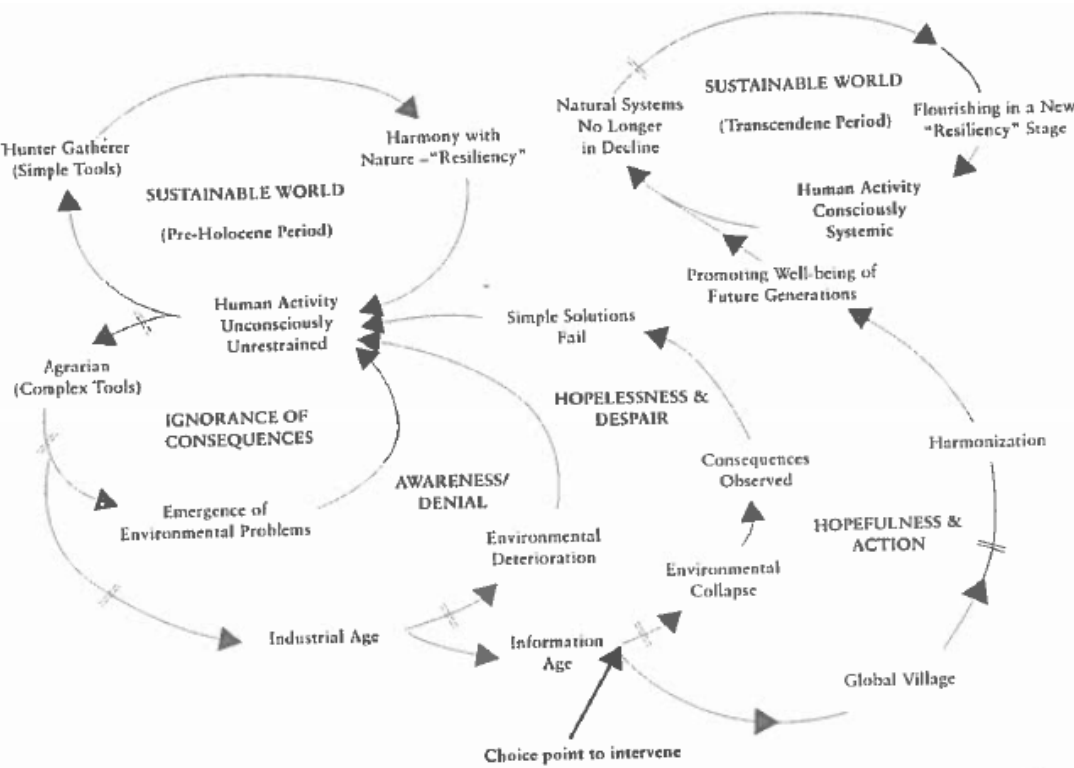 Hunter Gatherer
(Simple Tools)
Harmony with
Nature –"Resiliency"
SUSTAINABLE WORLD
(Pre-Holocene Period)
Human Activity
Unconsciously
Unrestrained
Agrarian
(Complex Tools)
IGNORANCE OF
CONSEQUENCES
Emergence of
Environmental Problems
AWARENESS/
DENIAL
Environmental
Deterioration
Industrial Age
Information
Age
Choice point to intervene
Simple Solutions
Fail
HOPELESSNESS &
DESPAIR
Consequences
Observed
Environmental
Collapse
Natural Systems
No Longer
in Decline
SUSTAINABLE WORLD
(Transcendene Period)
Flourishing in a New
"Resiliency" Stage
Human Activity
Consciously
Systemic
Promoting Well-being of
Future Generations
Harmonization
HOPEFULNESS &
ACTION
Global Village